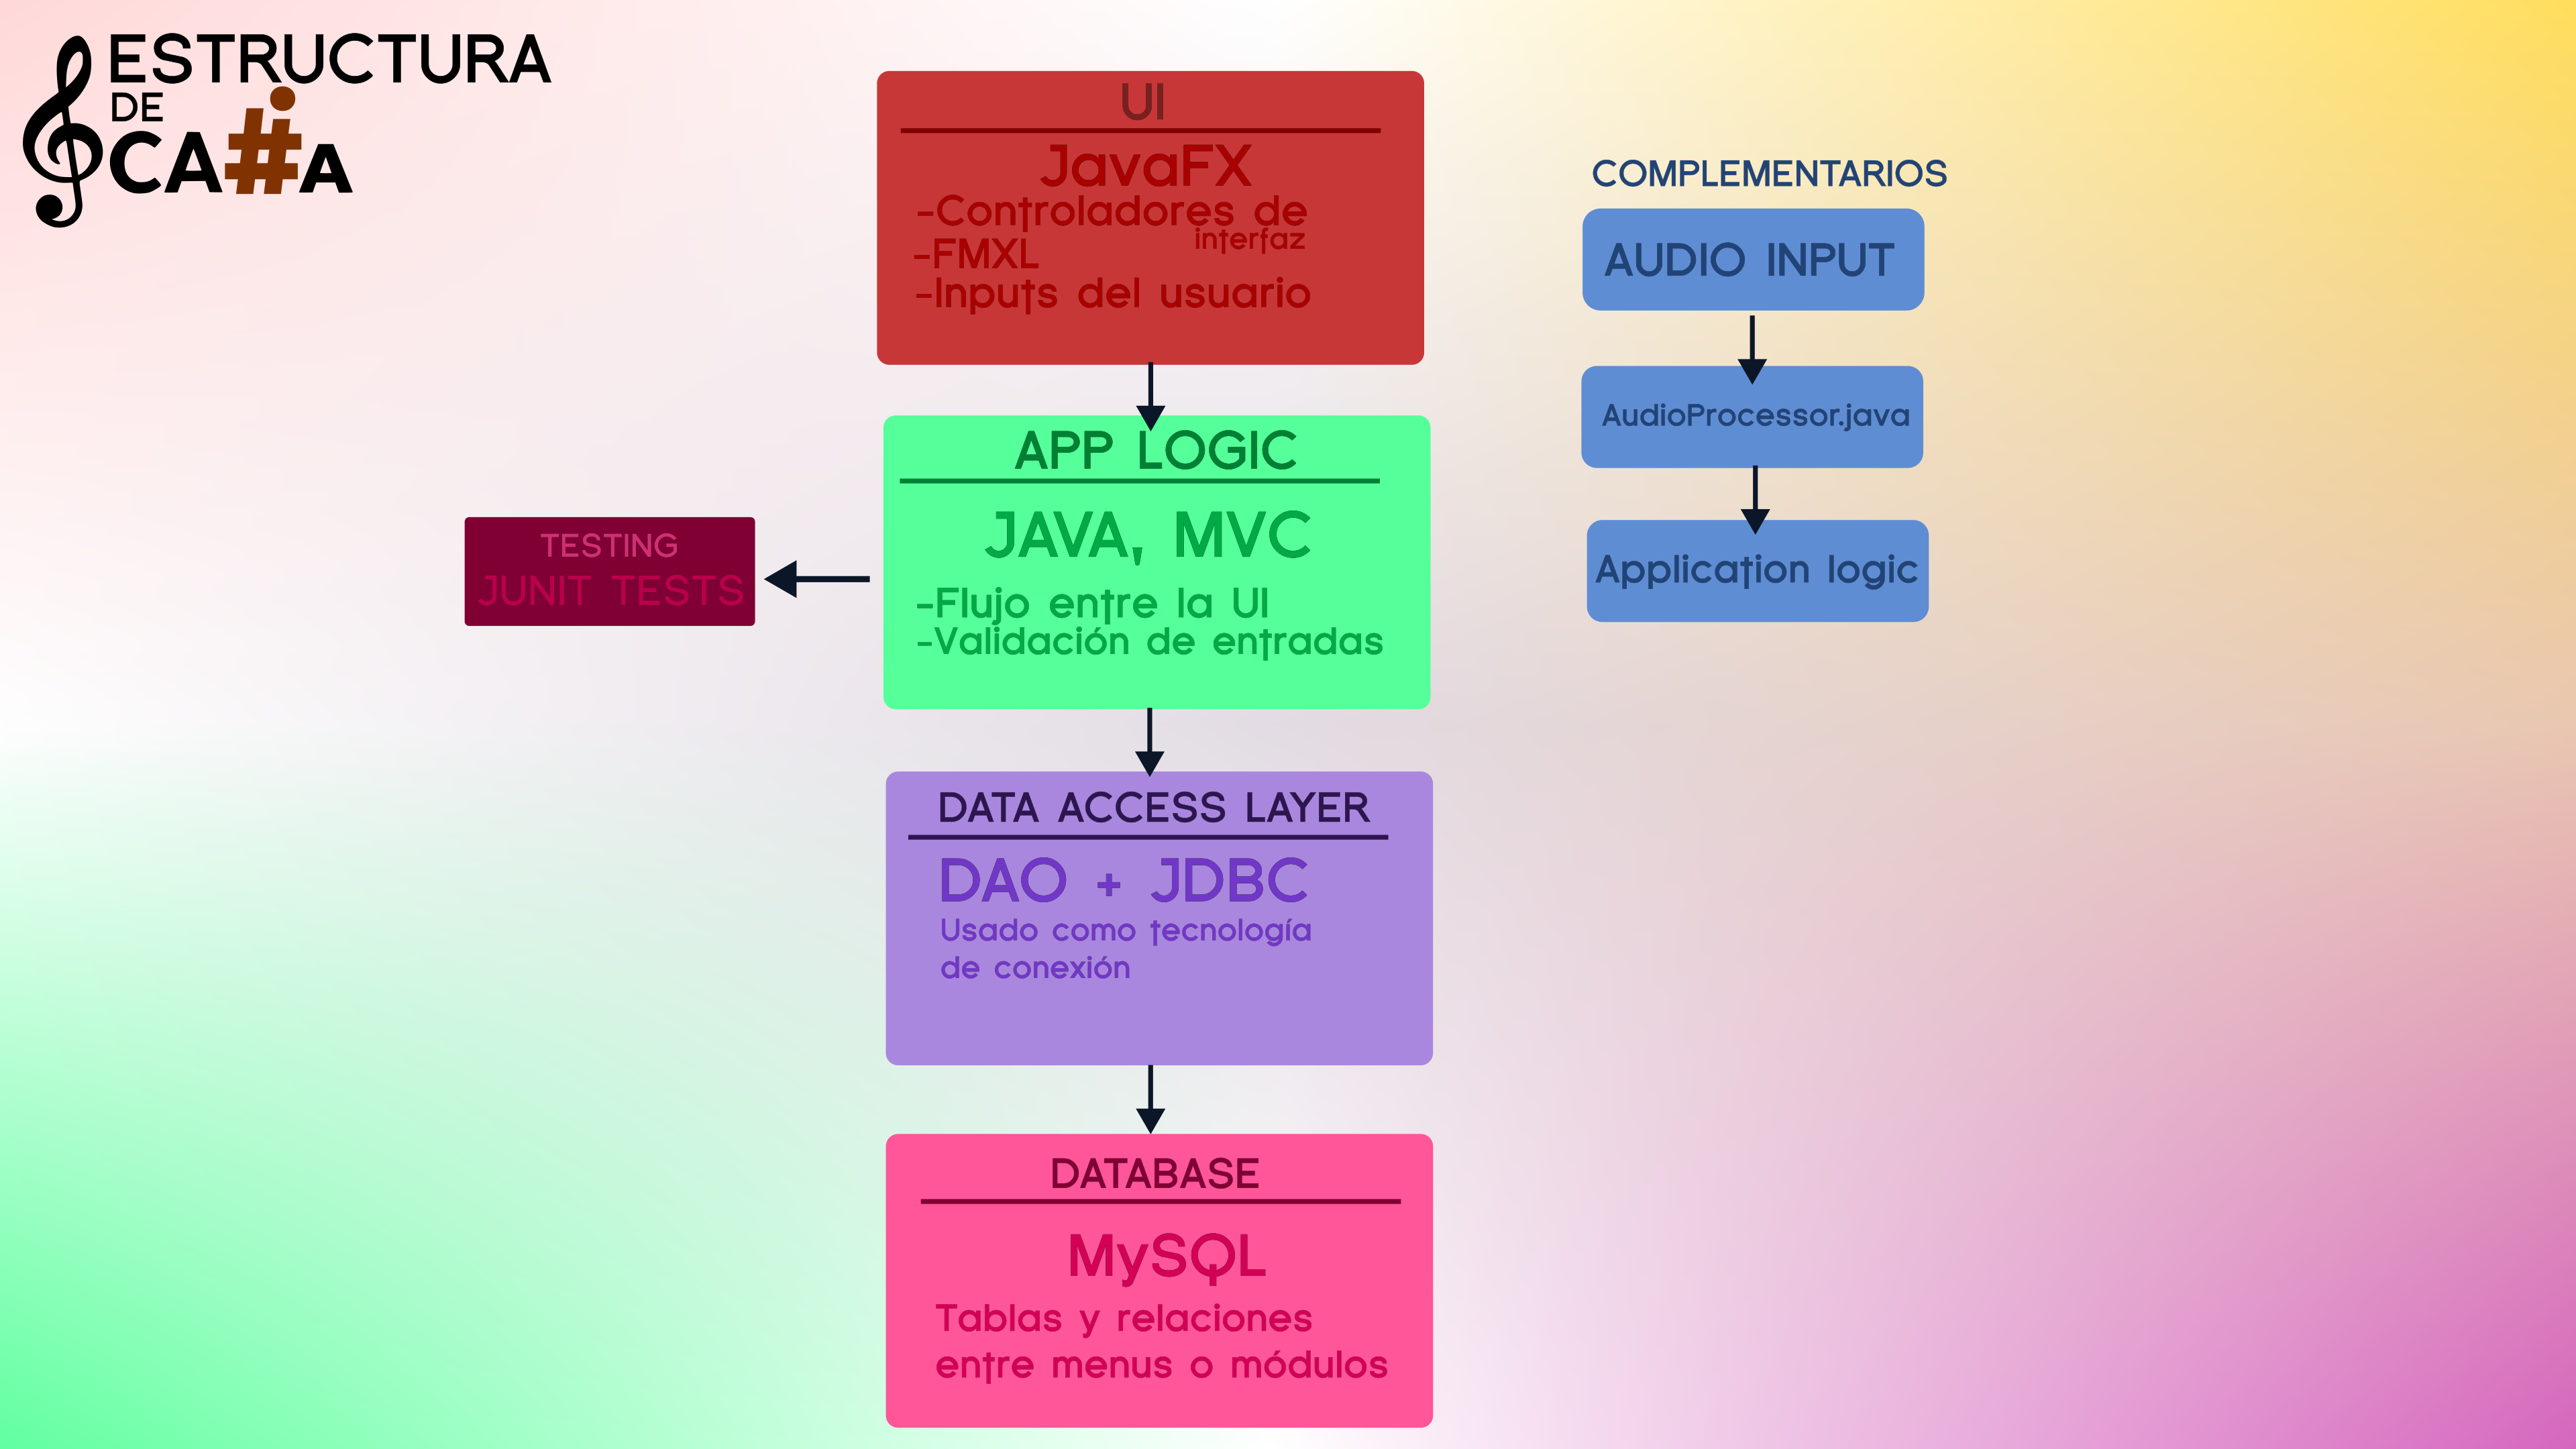 ESTRUCTURA
DE
CA##A
UI
JavaFX
-Controladores de
interfaz
-FMXL
-Inputs del usuario
APP LOGIC
JAVA, MVC
-Flujo entre la UI
-Validación de entradas
TESTING
JUNIT TESTS
DATA ACCESS LAYER
DAO + JDBC
Usado como tecnología
de conexión
DATABASE
MySQL
Tablas y relaciones
entre menus o módulos
COMPLEMENTARIOS
AUDIO INPUT
AudioProcessor.java
Application logic